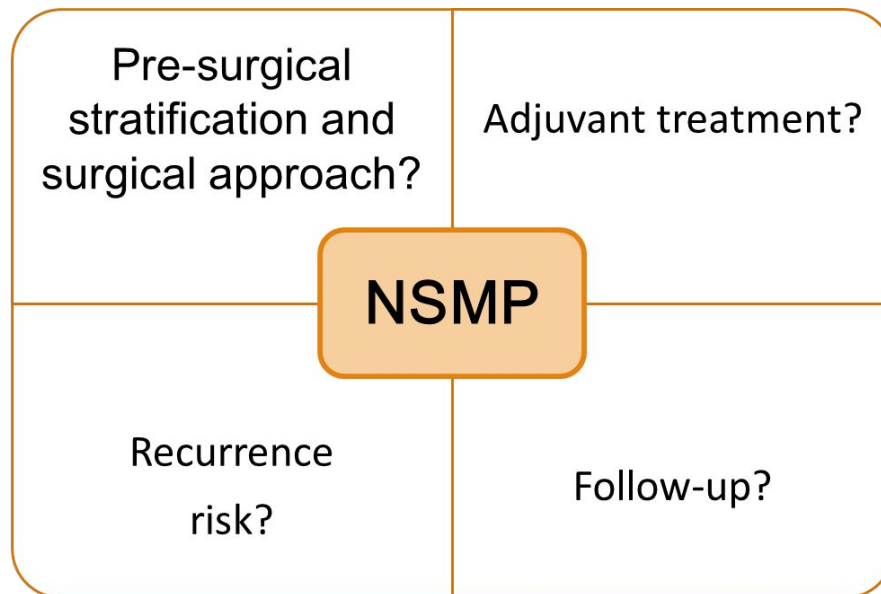 Pre-surgical
stratification and
surgical approach?
Adjuvant treatment?
NSMP
Recurrence
risk?
Follow-up?